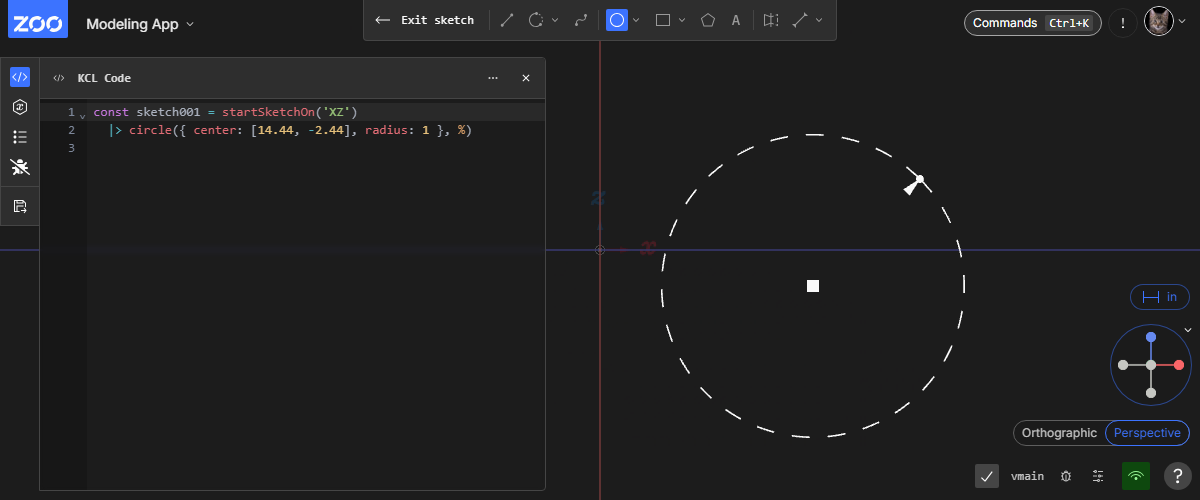 ZOO
Modeling App
Exit sketch
A
Commands Ctrl+K
!
KCL Code
...
1 const sketch001 = startSketchOn('XZ')
2 |> circle({ center: [14.44, -2.44], radius: 1 }, %)
3
z
x
in
Orthographic Perspective
vmain
?